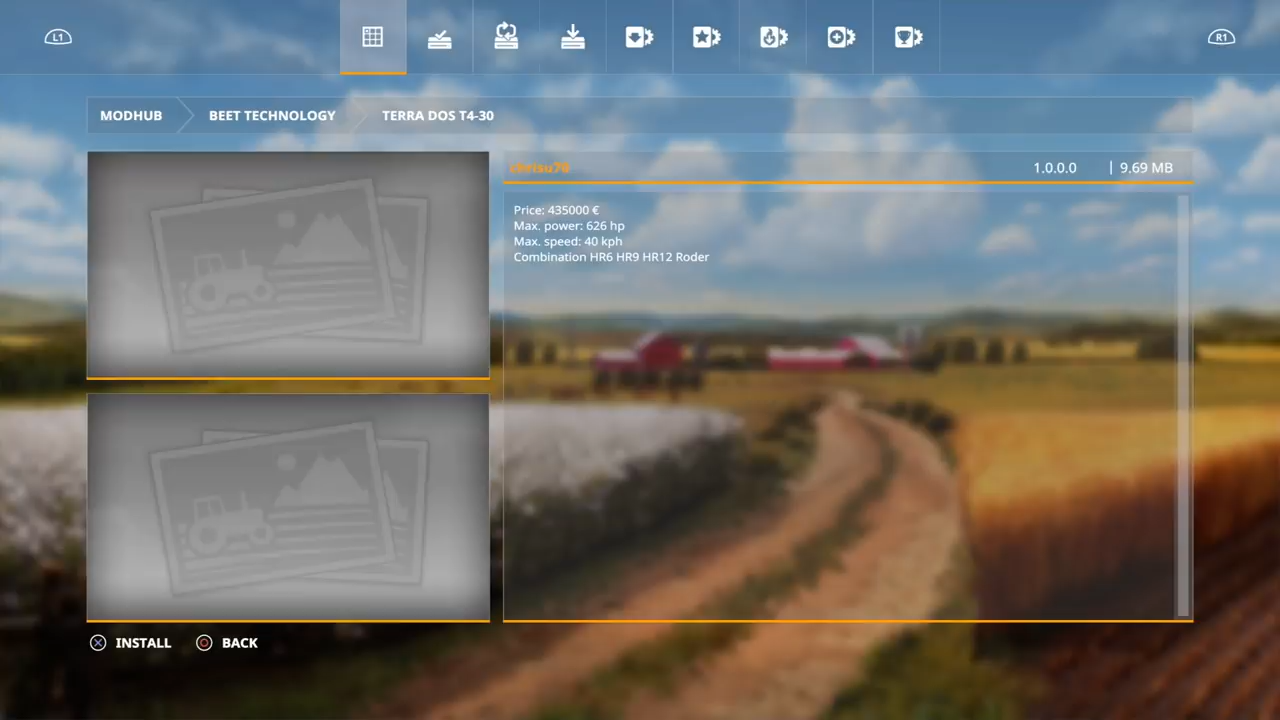 L1
R1
MODHUB
BEET TECHNOLOGY
TERRA DOS T4-30
chrisu70
1.0.0.0 | 9.69 MB
Price: 435000 €
Max. power: 626 hp
Max. speed: 40 kph
Combination HR6 HR9 HR12 Roder
INSTALL
BACK